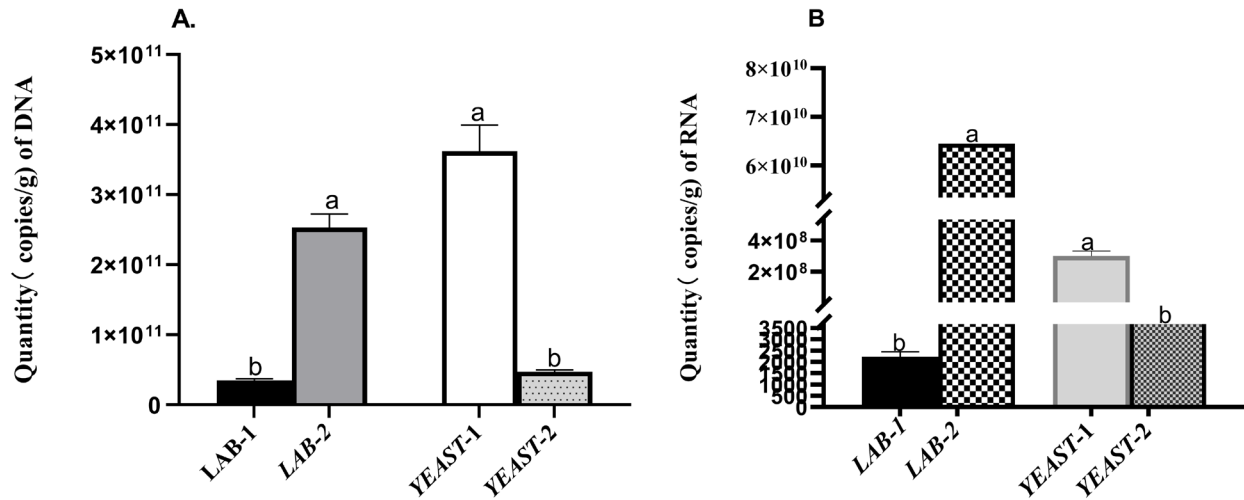 A.
Quantity( copies/g) of DNA
5×10¹¹
4×10¹¹
3×10¹¹
2×10¹¹
1×10¹¹
0
b
a
a
b
LAB-1
LAB-2
YEAST-1
YEAST-2
B
Quantity( copies/g) of RNA
8×10¹⁰
7×10¹⁰
6×10¹⁰
4×10⁸
2×10⁸
3500
3000
2500
2000
1500
1000
500
0
b
a
a
b
LAB-1
LAB-2
YEAST-1
YEAST-2